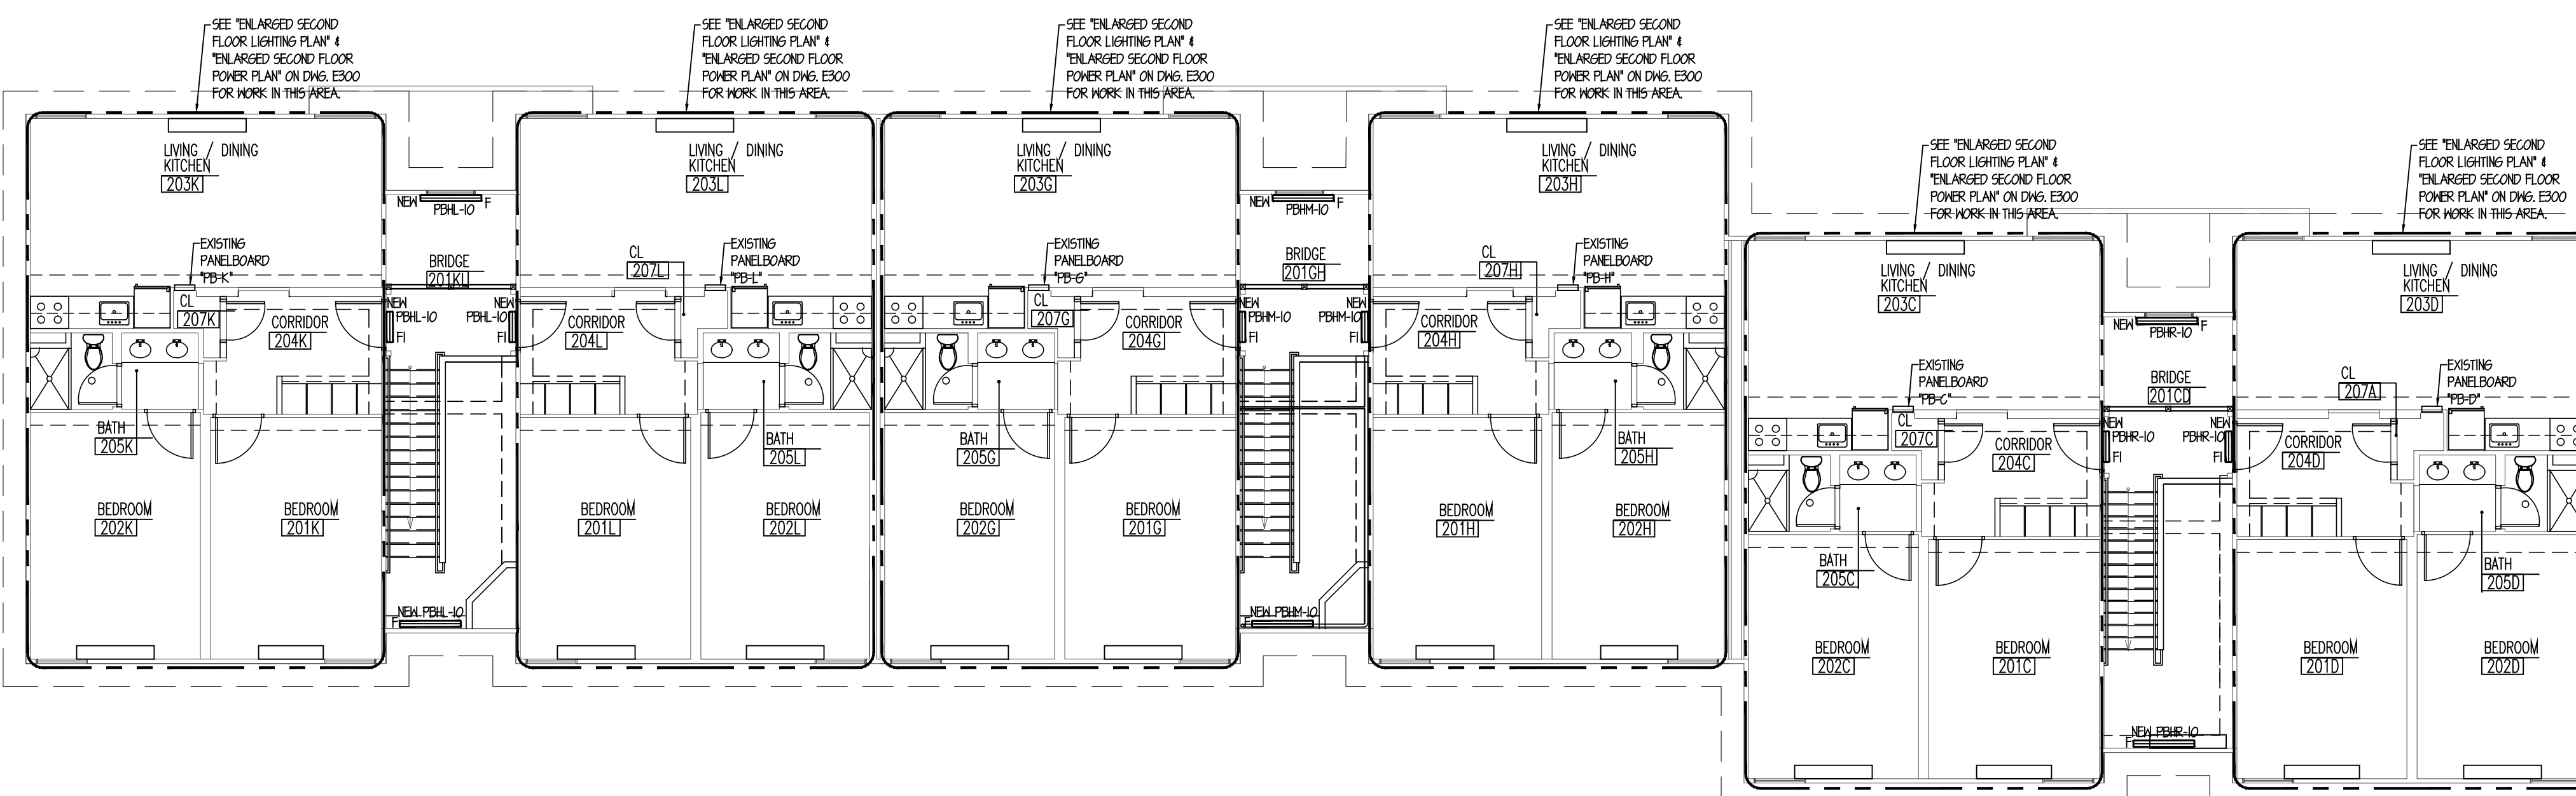 SEE "ENLARGED SECOND
FLOOR LIGHTING PLAN" &
"ENLARGED SECOND FLOOR
POWER PLAN" ON DWG. E300
FOR WORK IN THIS AREA.
SEE "ENLARGED SECOND
FLOOR LIGHTING PLAN" &
"ENLARGED SECOND FLOOR
POWER PLAN" ON DWG. E300
FOR WORK IN THIS AREA.
SEE "ENLARGED SECOND
FLOOR LIGHTING PLAN" &
"ENLARGED SECOND FLOOR
POWER PLAN" ON DWG. E300
FOR WORK IN THIS AREA.
SEE "ENLARGED SECOND
FLOOR LIGHTING PLAN" &
"ENLARGED SECOND FLOOR
POWER PLAN" ON DWG. E300
FOR WORK IN THIS AREA.
SEE "ENLARGED SECOND
FLOOR LIGHTING PLAN" &
"ENLARGED SECOND FLOOR
POWER PLAN" ON DWG. E300
FOR WORK IN THIS AREA.
SEE "ENLARGED SECOND
FLOOR LIGHTING PLAN" &
"ENLARGED SECOND FLOOR
POWER PLAN" ON DWG. E300
FOR WORK IN THIS AREA.
LIVING / DINING
KITCHEN
203K
EXISTING
PANELBOARD
"PB-K"
CL
207K
CORRIDOR
204K
BATH
205K
BEDROOM
202K
BEDROOM
201K
NEW PBHL-10 F
BRIDGE
201KL
NEW
PBHL-10
F1
NEW
PBHL-10
F1
NEW PBHL-10
F
LIVING / DINING
KITCHEN
203L
CL
207L
EXISTING
PANELBOARD
"PB-L"
CORRIDOR
204L
BATH
205L
BEDROOM
201L
BEDROOM
202L
LIVING / DINING
KITCHEN
203G
EXISTING
PANELBOARD
"PB-G"
CL
207G
CORRIDOR
204G
BATH
205G
BEDROOM
202G
BEDROOM
201G
NEW PBHM-10 F
BRIDGE
201GH
NEW
PBHM-10
F1
NEW
PBHM-10
F1
NEW PBHM-10
F
LIVING / DINING
KITCHEN
203H
CL
207H
EXISTING
PANELBOARD
"PB-H"
CORRIDOR
204H
BATH
205H
BEDROOM
201H
BEDROOM
202H
LIVING / DINING
KITCHEN
203C
EXISTING
PANELBOARD
"PB-C"
CL
207C
CORRIDOR
204C
BATH
205C
BEDROOM
202C
BEDROOM
201C
NEW PBHR-10 F
BRIDGE
201CD
NEW
PBHR-10
F1
NEW
PBHR-10
F1
NEW PBHR-10
F
LIVING / DINING
KITCHEN
203D
CL
207A
EXISTING
PANELBOARD
"PB-D"
CORRIDOR
204D
BATH
205D
BEDROOM
201D
BEDROOM
202D